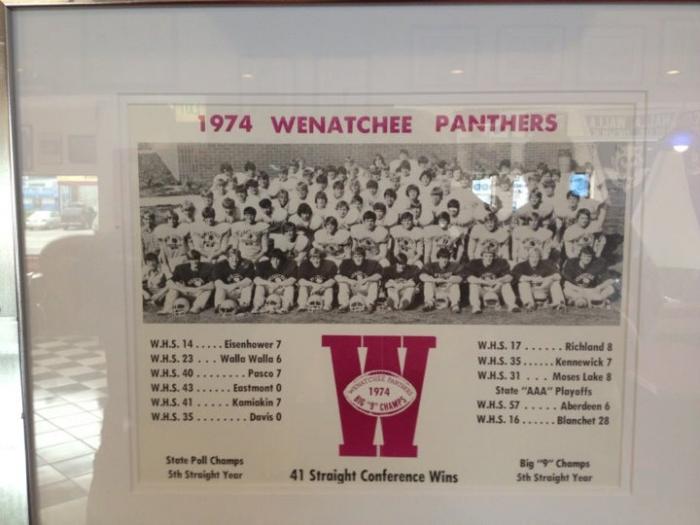 1974 WENATCHEE PANTHERS
W.H.S. 14 ..... Eisenhower 7
W.H.S. 23 ... Walla Walla 6
W.H.S. 40 ........ Pasco 7
W.H.S. 43 ...... Eastmont 0
W.H.S. 41 ...... Kamiakin 7
W.H.S. 35 ......... Davis 0
State Poll Champs
5th Straight Year
W
WENATCHEE PANTHERS
1974
BIG "9" CHAMPS
41 Straight Conference Wins
W.H.S. 17 ...... Richland 8
W.H.S. 35 ..... Kennewick 7
W.H.S. 31 ... Moses Lake 8
State "AAA" Playoffs
W.H.S. 57 ..... Aberdeen 6
W.H.S. 16 ..... Blanchet 28
Big "9" Champs
5th Straight Year